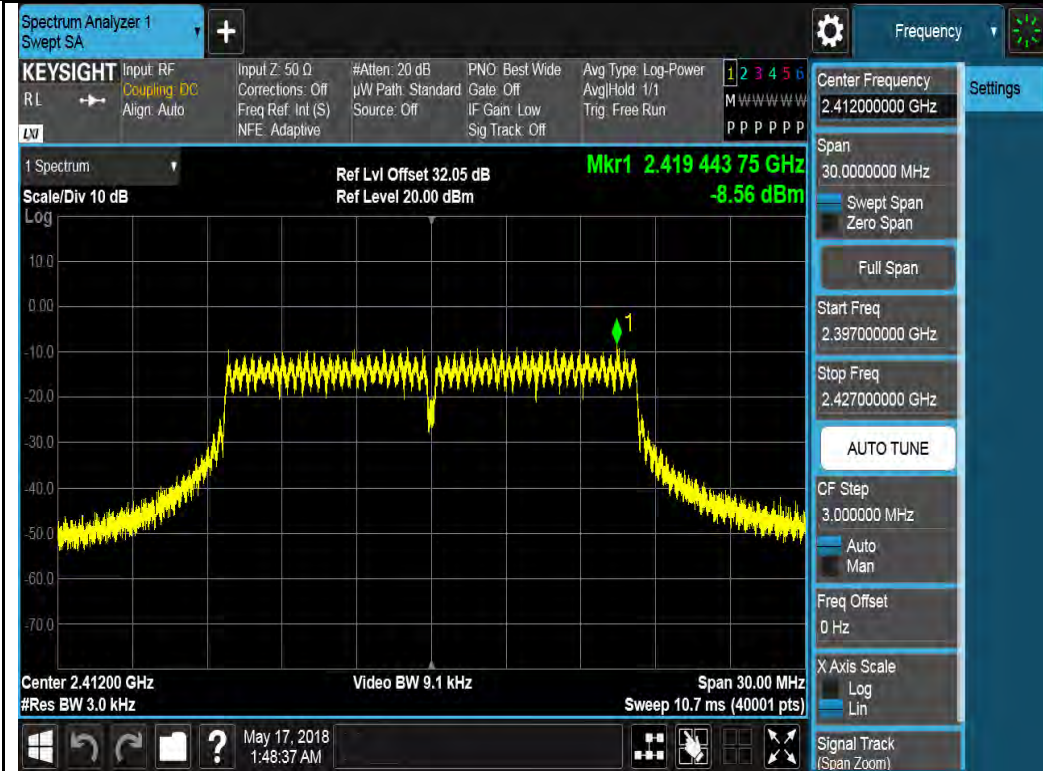 Spectrum Analyzer 1
Swept SA
+
Frequency
KEYSIGHT
RL
LXI
Input: RF
Coupling: DC
Align: Auto
Input Z: 50 Ω
Corrections: Off
Freq Ref: Int (S)
NFE: Adaptive
#Atten: 20 dB
µW Path: Standard
Source: Off
PNO: Best Wide
Gate: Off
IF Gain: Low
Sig Track: Off
Avg Type: Log-Power
Avg|Hold: 1/1
Trig: Free Run
1 2 3 4 5 6
M W W W W W
P P P P P P
1 Spectrum
Scale/Div 10 dB
Ref Lvl Offset 32.05 dB
Ref Level 20.00 dBm
Mkr1 2.419 443 75 GHz
-8.56 dBm
Log
10.0
0.00
-10.0
-20.0
-30.0
-40.0
-50.0
-60.0
-70.0
1
Center 2.41200 GHz
#Res BW 3.0 kHz
Video BW 9.1 kHz
Span 30.00 MHz
Sweep 10.7 ms (40001 pts)
?
May 17, 2018
1:48:37 AM
Center Frequency
2.412000000 GHz
Span
30.0000000 MHz
Swept Span
Zero Span
Full Span
Start Freq
2.397000000 GHz
Stop Freq
2.427000000 GHz
AUTO TUNE
CF Step
3.000000 MHz
Auto
Man
Freq Offset
0 Hz
X Axis Scale
Log
Lin
Signal Track
(Span Zoom)
Settings